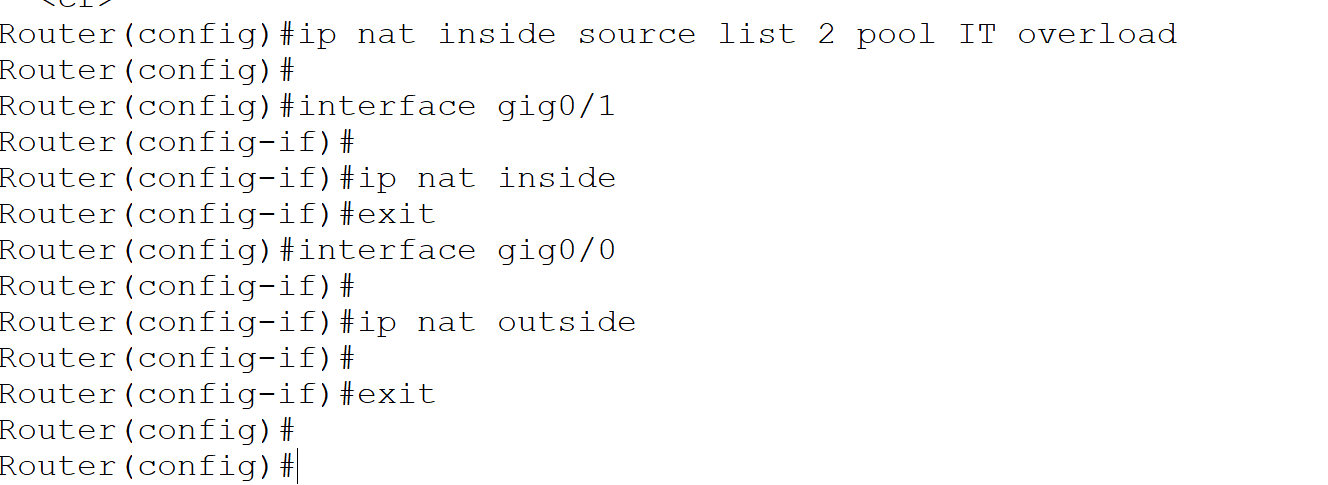 <cr>
Router(config)#ip nat inside source list 2 pool IT overload
Router(config)#
Router(config)#interface gig0/1
Router(config-if)#
Router(config-if)#ip nat inside
Router(config-if)#exit
Router(config)#interface gig0/0
Router(config-if)#
Router(config-if)#ip nat outside
Router(config-if)#
Router(config-if)#exit
Router(config)#
Router(config)#